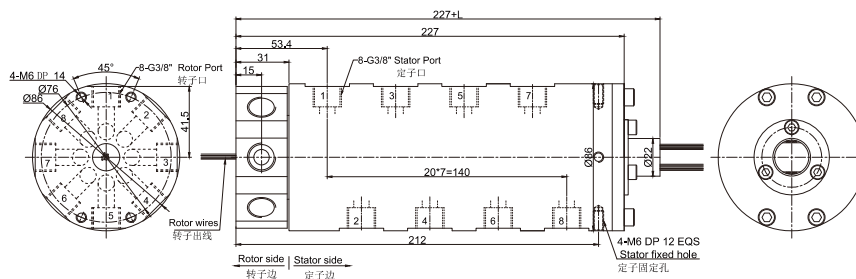 227+L
227
53.4
31
15
45°
8-G3/8" Rotor Port
转子口
4-M6 DP 14
Ø76
Ø86
41.5
1
2
3
4
5
6
7
8
8-G3/8" Stator Port
定子口
1
3
5
7
Ø86
Ø22
20*7=140
2
4
6
8
Rotor wires
转子出线
212
4-M6 DP 12 EQS
Stator fixed hole
定子固定孔
Rotor side
转子边
Stator side
定子边